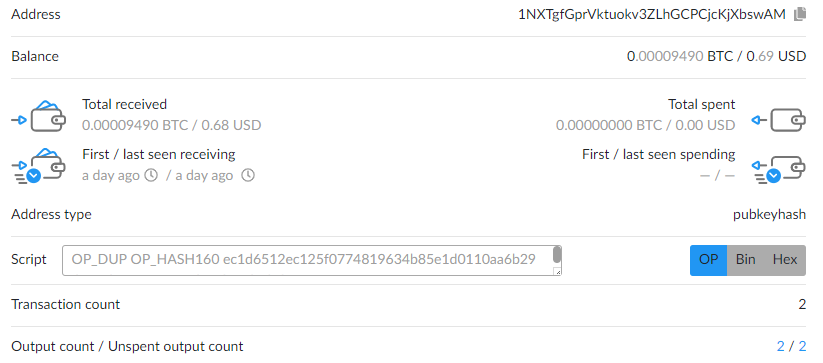 Address 1NXTgfGprVktuokv3ZLhGCPCjcKjXbswAM
Balance 0.00009490 BTC / 0.69 USD
Total received Total spent
0.00009490 BTC / 0.68 USD 0.00000000 BTC / 0.00 USD
First / last seen receiving First / last seen spending
a day ago / a day ago — / —
Address type pubkeyhash
Script OP_DUP OP_HASH160 ec1d6512ec125f0774819634b85e1d0110aa6b29 OP Bin Hex
Transaction count 2
Output count / Unspent output count 2 / 2